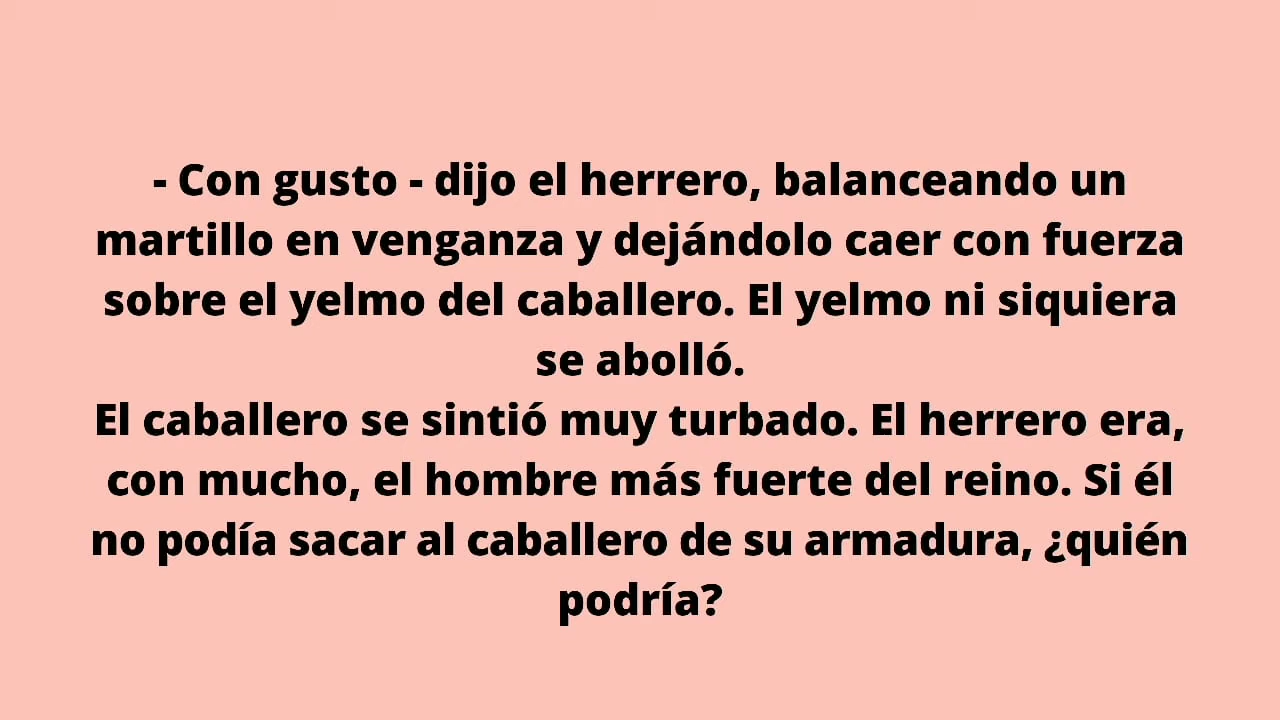 - Con gusto - dijo el herrero, balanceando un
martillo en venganza y dejándolo caer con fuerza
sobre el yelmo del caballero. El yelmo ni siquiera
se abolló.
El caballero se sintió muy turbado. El herrero era,
con mucho, el hombre más fuerte del reino. Si él
no podía sacar al caballero de su armadura, ¿quién
podría?